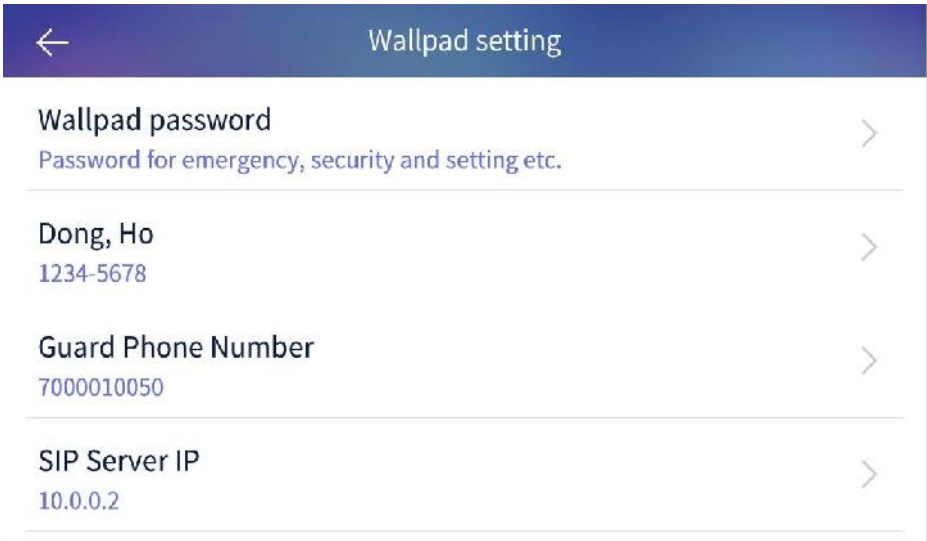 Wallpad setting
Wallpad password
Password for emergency, security and setting etc.
Dong, Ho
1234-5678
Guard Phone Number
7000010050
SIP Server IP
10.0.0.2